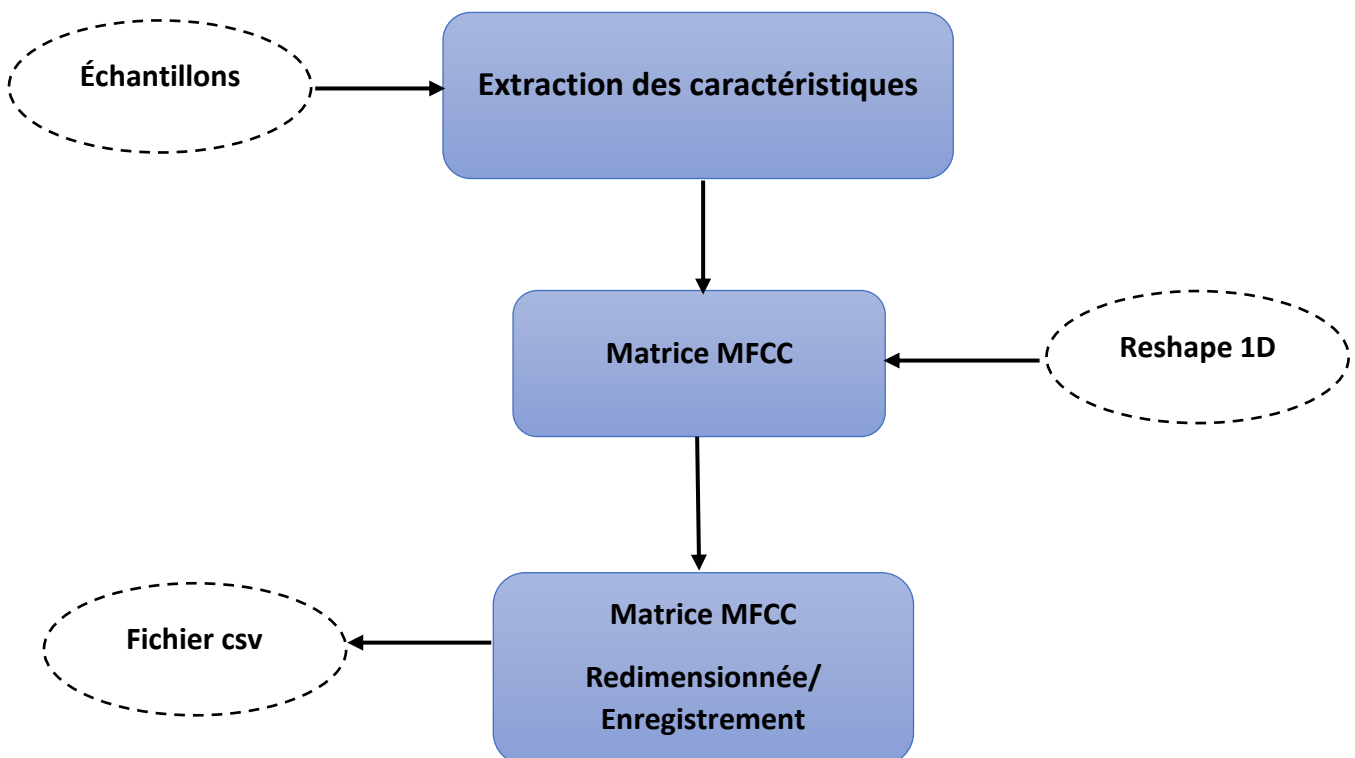 Échantillons
Extraction des caractéristiques
Matrice MFCC
Reshape 1D
Fichier csv
Matrice MFCC
Redimensionnée/
Enregistrement